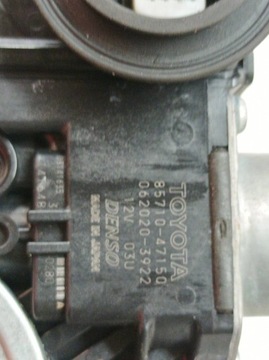 TOYOTA
85710-47150
062020-3922
12V 03U
DENSO
MADE IN JAPAN